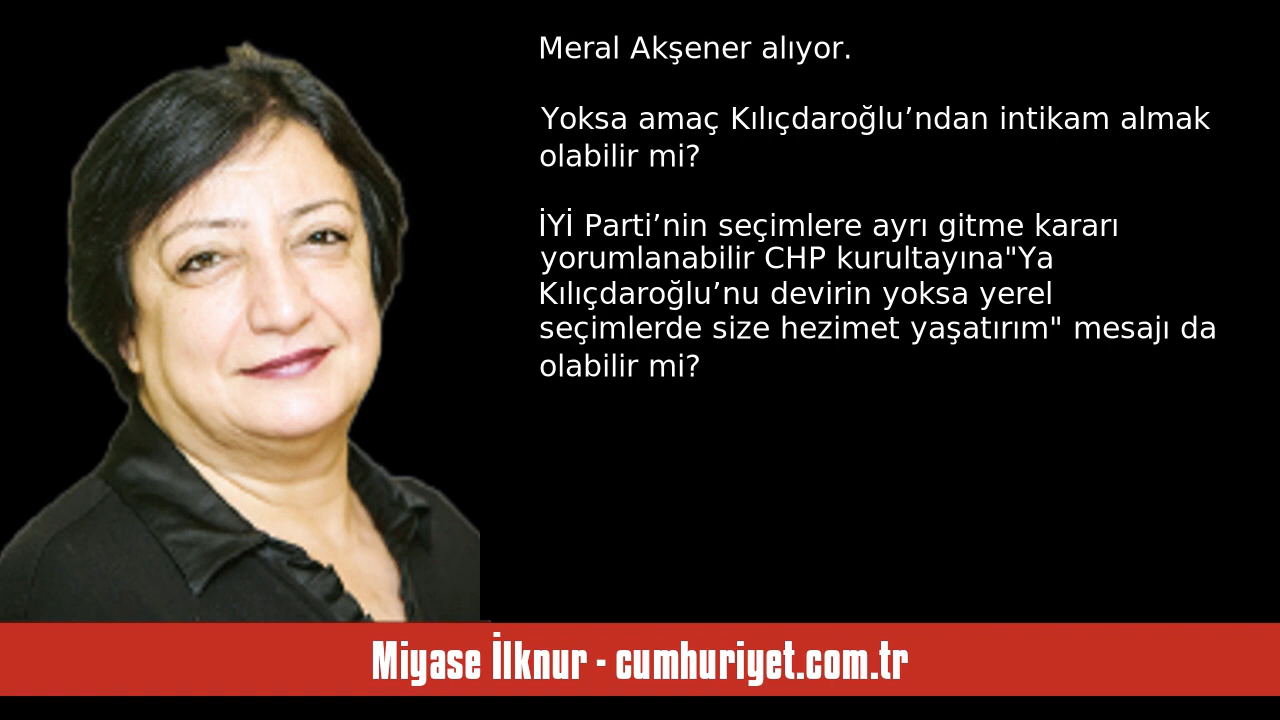 Meral Akşener alıyor.
Yoksa amaç Kılıçdaroğlu’ndan intikam almak
olabilir mi?
İYİ Parti’nin seçimlere ayrı gitme kararı
yorumlanabilir CHP kurultayına"Ya
Kılıçdaroğlu’nu devirin yoksa yerel
seçimlerde size hezimet yaşatırım" mesajı da
olabilir mi?
Miyase İlknur - cumhuriyet.com.tr